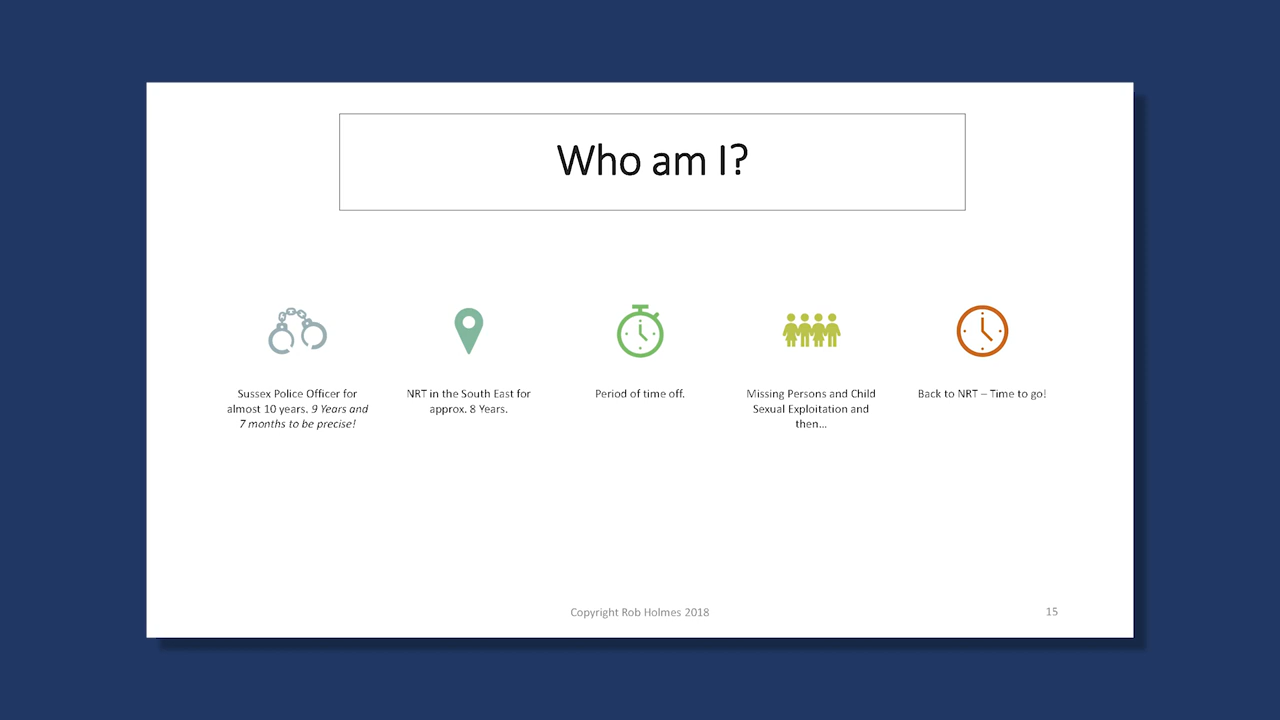 Who am I?
Sussex Police Officer for
almost 10 years. 9 Years and
7 months to be precise!
NRT in the South East for
approx. 8 Years.
Period of time off.
Missing Persons and Child
Sexual Exploitation and
then...
Back to NRT – Time to go!
Copyright Rob Holmes 2018
15